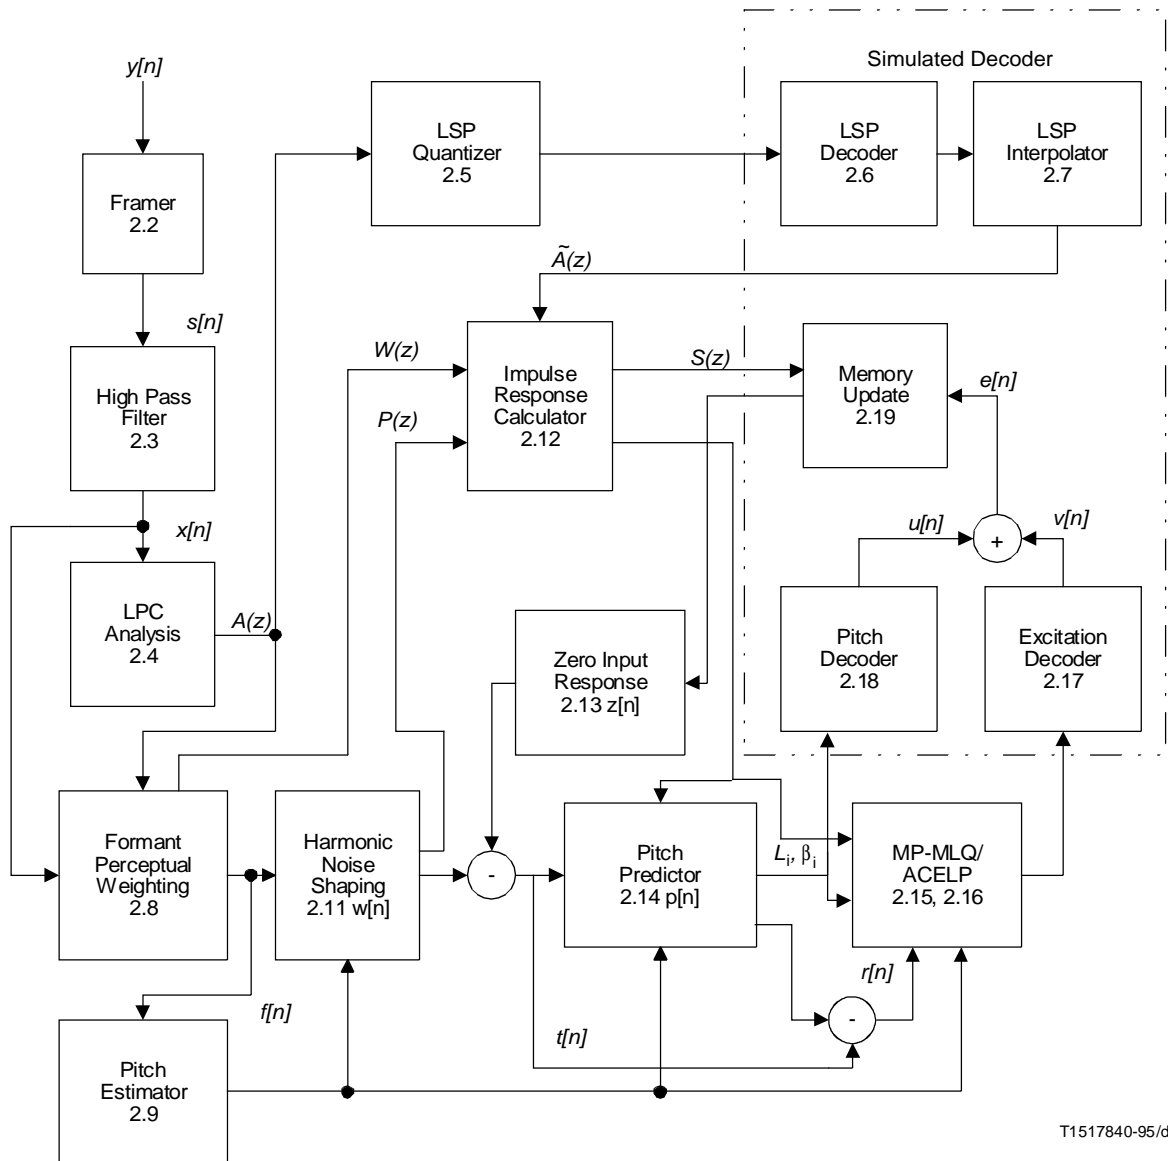 Simulated Decoder
y[n]
LSP
Quantizer
2.5
LSP
Decoder
2.6
LSP
Interpolator
2.7
Framer
2.2
Ã(z)
s[n]
W(z)
S(z)
Impulse
Response
Calculator
2.12
Memory
Update
2.19
e[n]
High Pass
Filter
2.3
P(z)
x[n]
u[n]
v[n]
+
LPC
Analysis
2.4
A(z)
Zero Input
Response
2.13 z[n]
Pitch
Decoder
2.18
Excitation
Decoder
2.17
Formant
Perceptual
Weighting
2.8
Harmonic
Noise
Shaping
2.11 w[n]
-
Pitch
Predictor
2.14 p[n]
Li, βi
MP-MLQ/
ACELP
2.15, 2.16
r[n]
f[n]
t[n]
-
Pitch
Estimator
2.9
T1517840-95/d